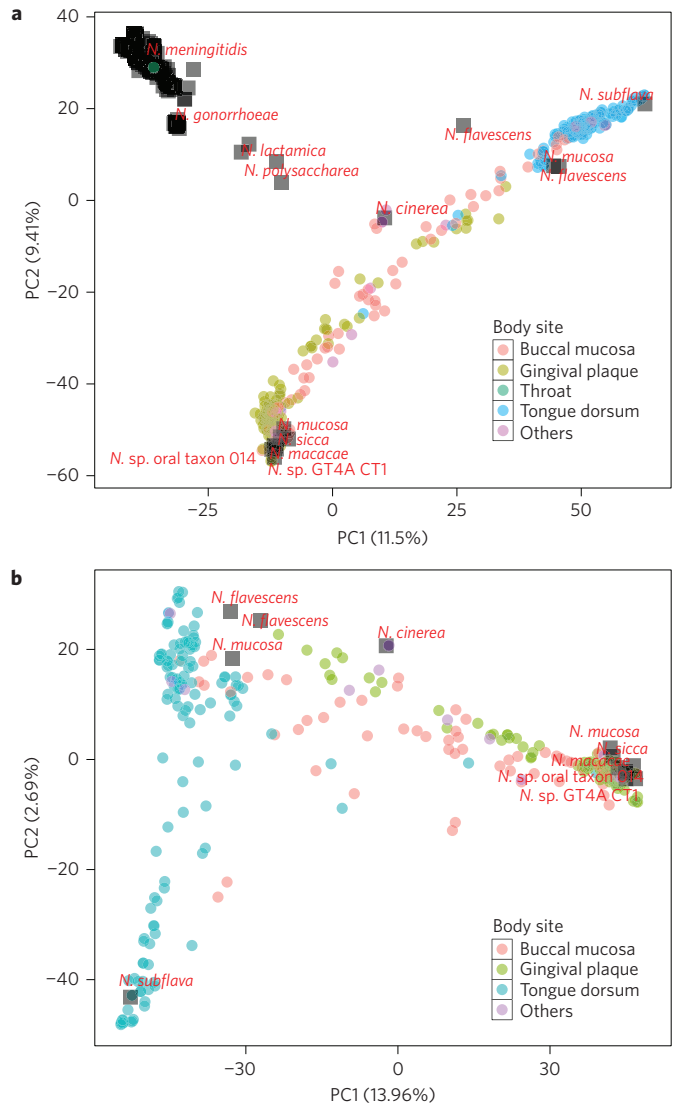 a
40
20
0
−20
−40
−60
PC2 (9.41%)
N. meningitidis
N. gonorrhoeae
N. lactamica
N. polysaccharea
N. flavescens
N. subflava
N. mucosa
N. flavescens
N. cinerea
N. mucosa
N. sicca
N. macacae
N. sp. oral taxon 014
N. sp. GT4A CT1
Body site
Buccal mucosa
Gingival plaque
Throat
Tongue dorsum
Others
−25
0
25
50
PC1 (11.5%)
b
20
0
−20
−40
PC2 (2.69%)
N. flavescens
N. flavescens
N. mucosa
N. cinerea
N. mucosa
N. sicca
N. macacae
N. sp. oral taxon 014
N. sp. GT4A CT1
N. subflava
Body site
Buccal mucosa
Gingival plaque
Tongue dorsum
Others
−30
0
30
PC1 (13.96%)